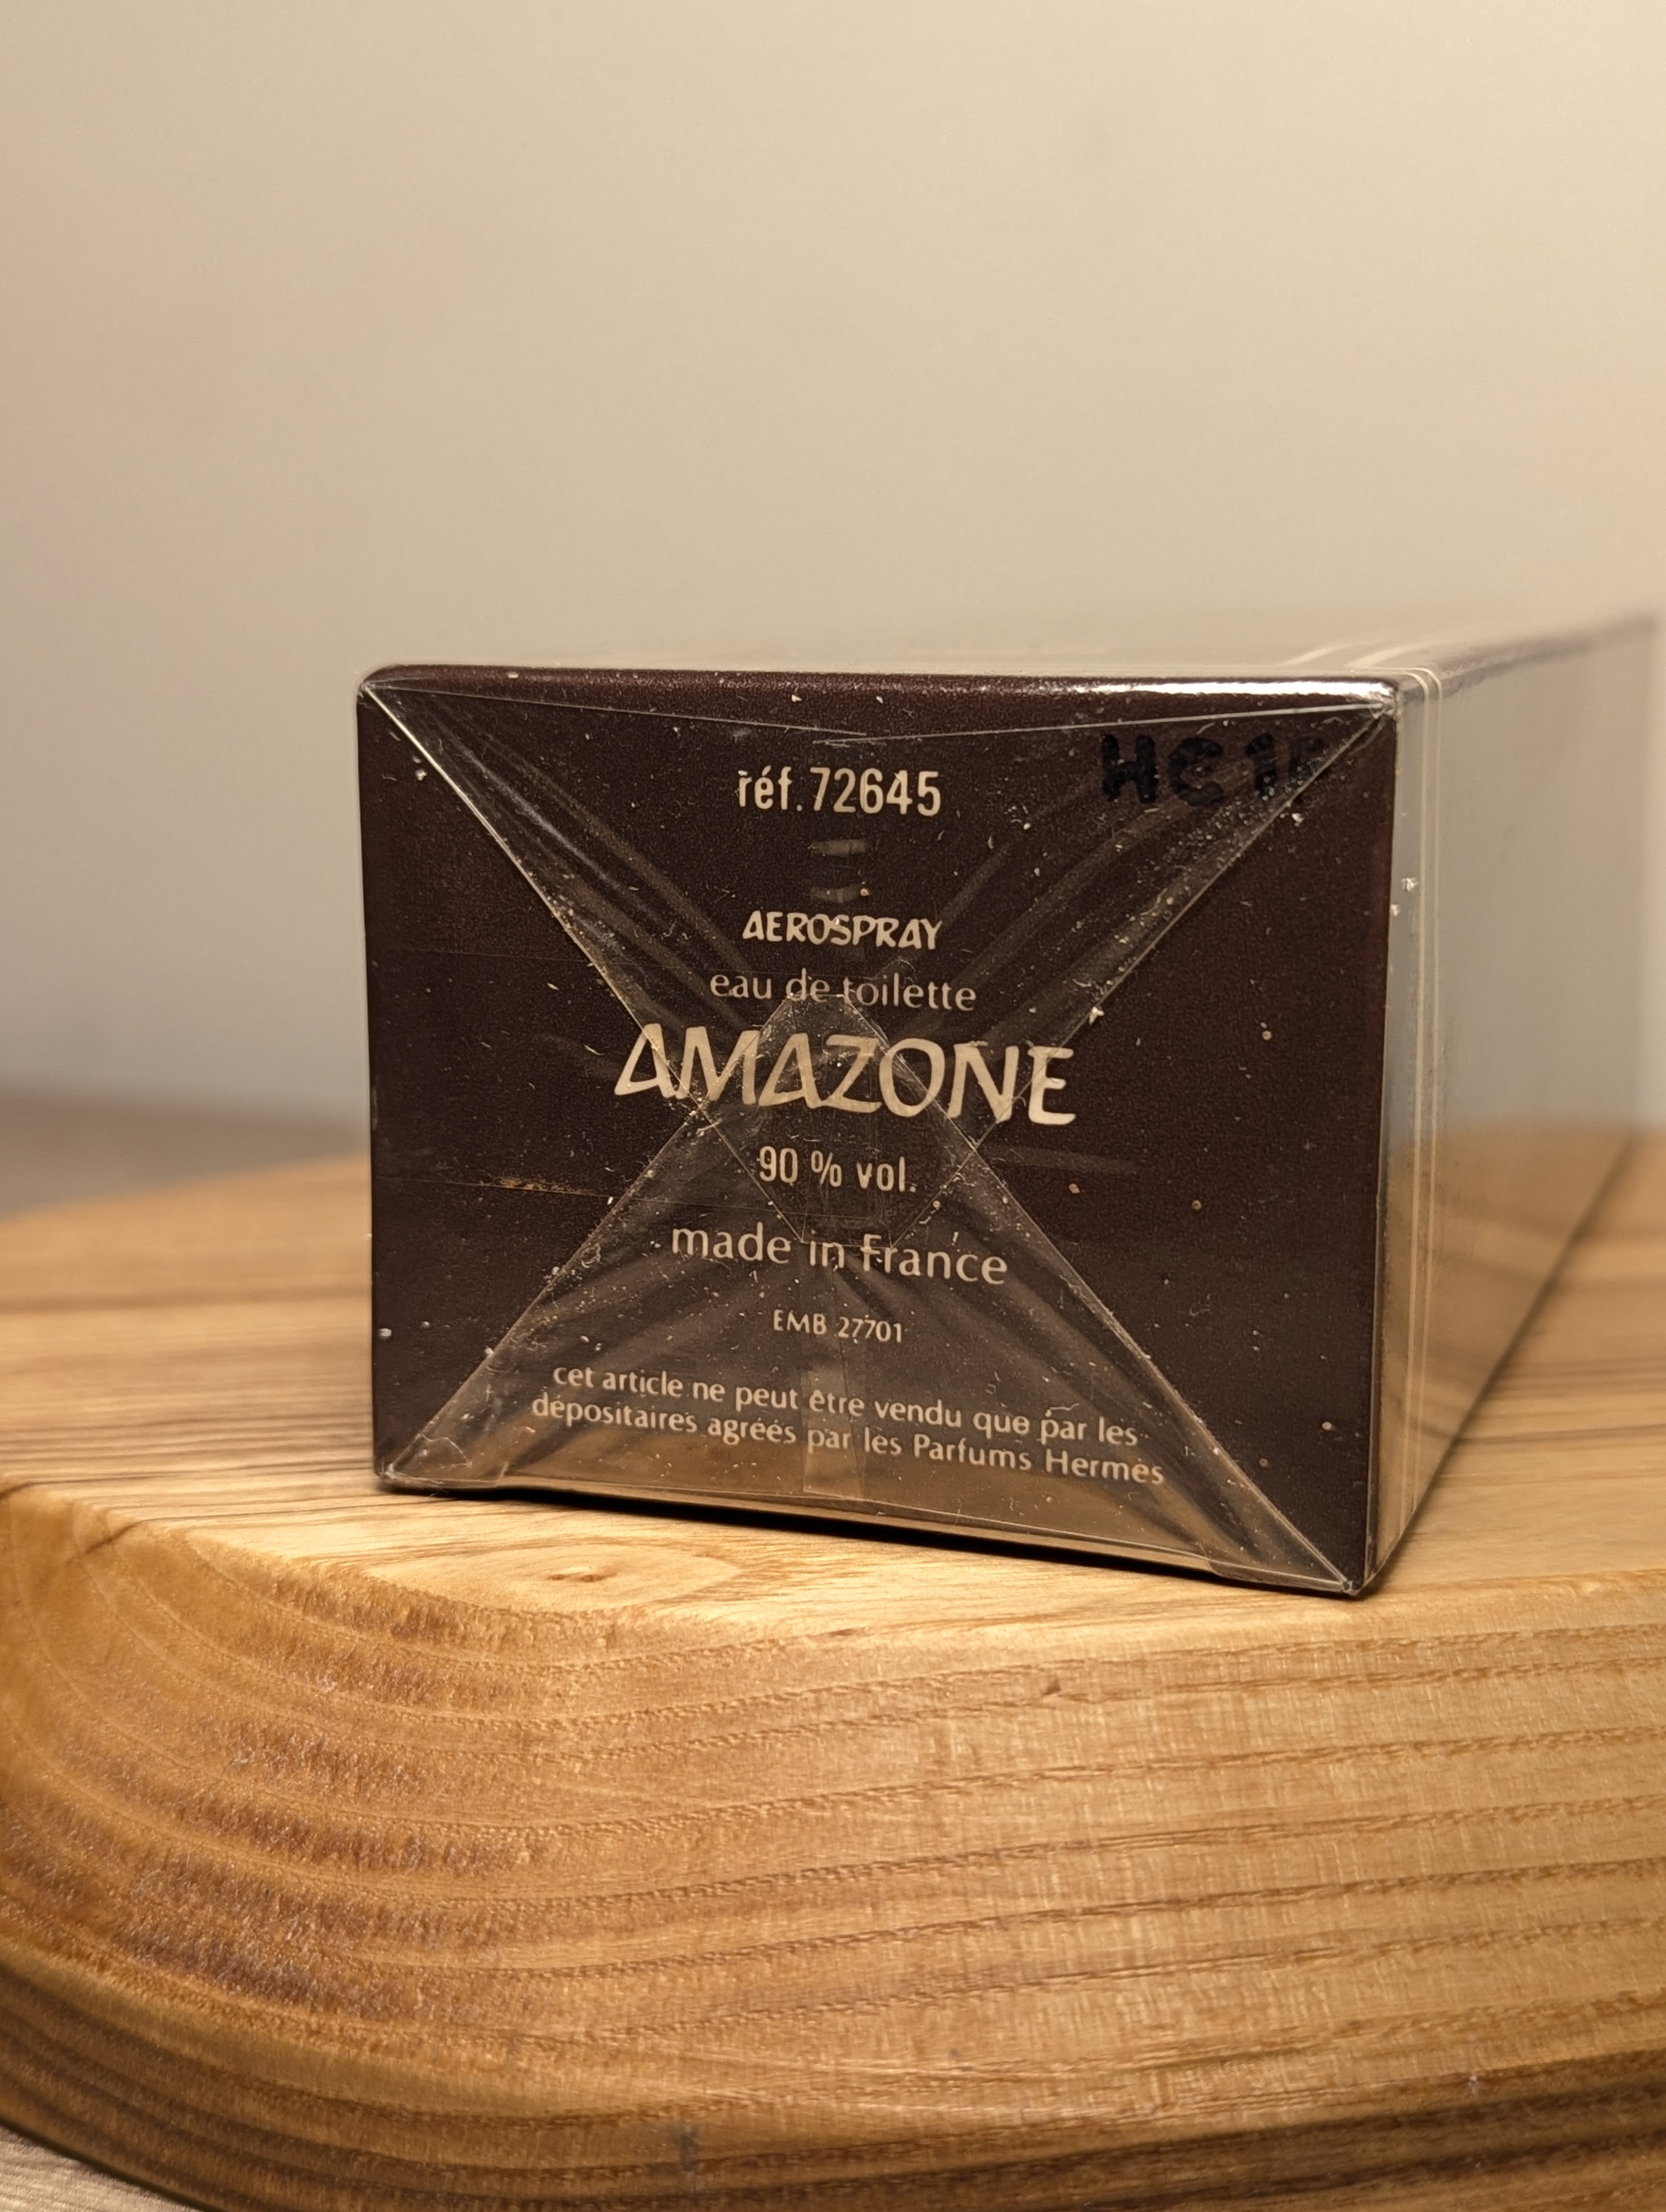 réf. 72645
AEROSPRAY
eau de toilette
AMAZONE
90 % vol.
made in france
EMB 27701
cet article ne peut être vendu que par les
dépositaires agréés par les Parfums Hermès